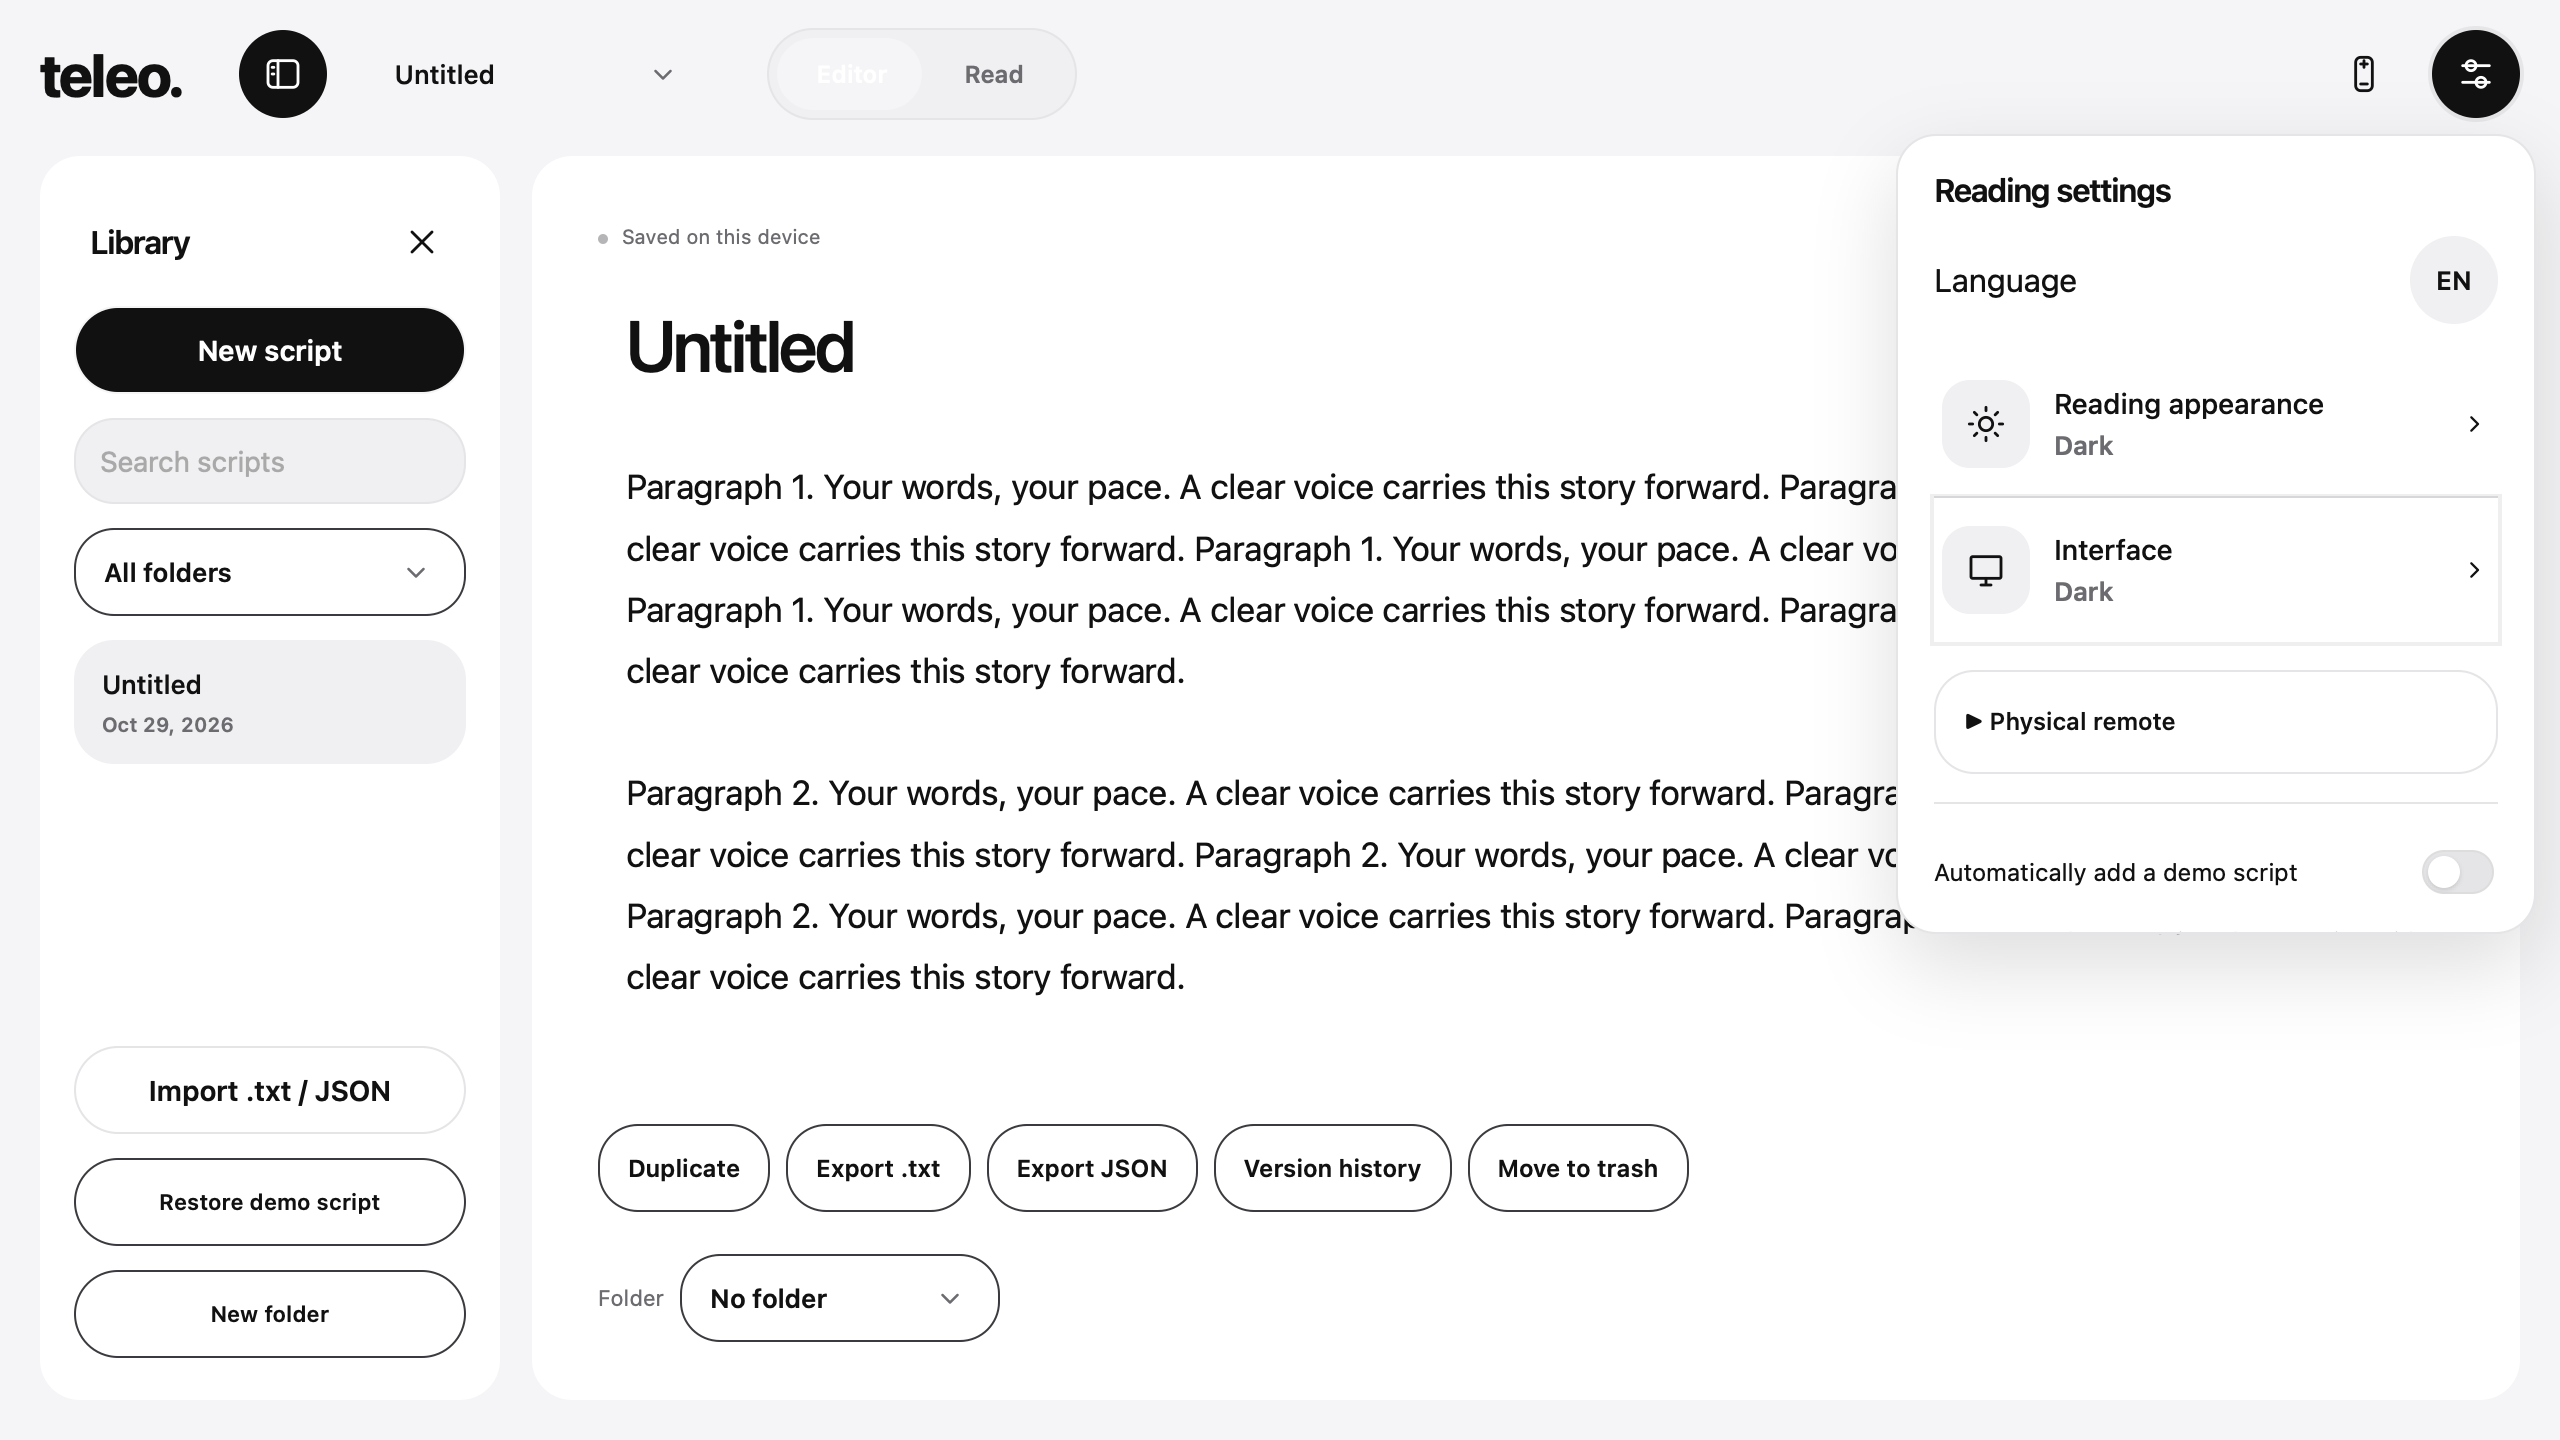 teleo.
Untitled
Editor
Read
Library
New script
Search scripts
All folders
Untitled
Oct 29, 2026
Import .txt / JSON
Restore demo script
New folder
Saved on this device
Untitled
Paragraph 1. Your words, your pace. A clear voice carries this story forward. Paragra
clear voice carries this story forward. Paragraph 1. Your words, your pace. A clear vo
Paragraph 1. Your words, your pace. A clear voice carries this story forward. Paragra
clear voice carries this story forward.
Paragraph 2. Your words, your pace. A clear voice carries this story forward. Paragra
clear voice carries this story forward. Paragraph 2. Your words, your pace. A clear vo
Paragraph 2. Your words, your pace. A clear voice carries this story forward. Paragrap
clear voice carries this story forward.
Duplicate
Export .txt
Export JSON
Version history
Move to trash
Folder
No folder
Reading settings
Language
EN
Reading appearance
Dark
Interface
Dark
Physical remote
Automatically add a demo script